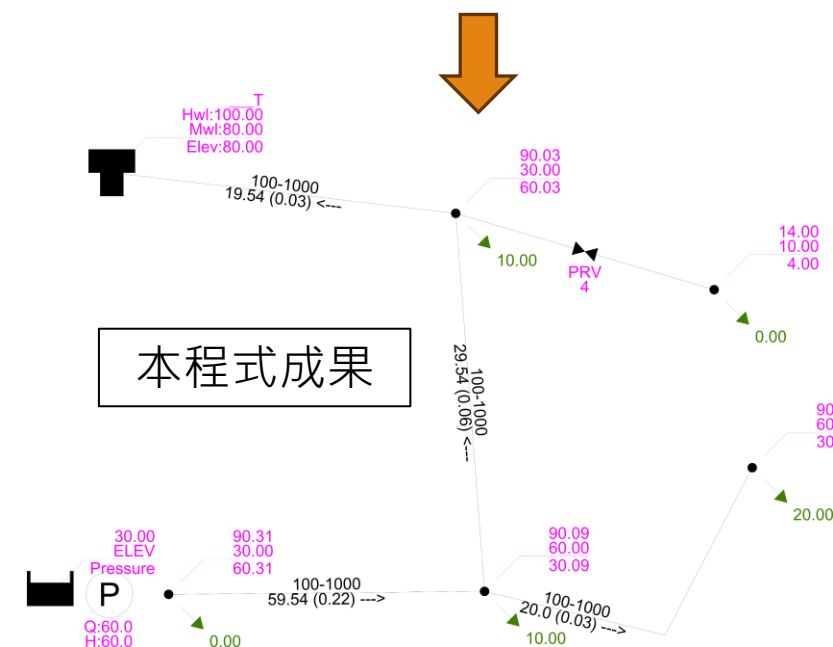 ___T
Hwl:100.00
Mwl:80.00
Elev:80.00
100-1000
19.54 (0.03) <---
90.03
30.00
60.03
10.00
PRV
4
14.00
10.00
4.00
0.00
本程式成果
100-1000
29.54 (0.06) <---
90
60
30
20.00
30.00
ELEV
Pressure
P
Q:60.0
H:60.0
90.31
30.00
60.31
0.00
100-1000
59.54 (0.22) --->
90.09
60.00
30.09
10.00
100-1000
20.0 (0.03) --->